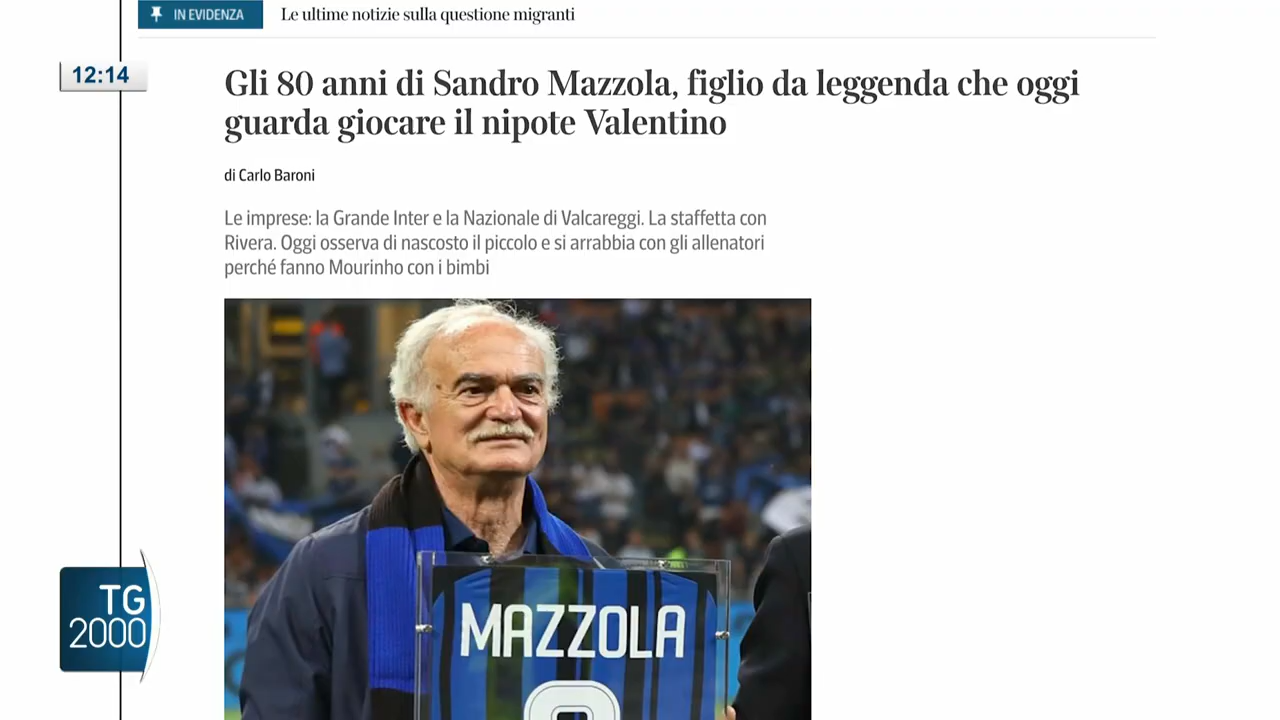 IN EVIDENZA
Le ultime notizie sulla questione migranti
12:14
Gli 80 anni di Sandro Mazzola, figlio da leggenda che oggi
guarda giocare il nipote Valentino
di Carlo Baroni
Le imprese: la Grande Inter e la Nazionale di Valcareggi. La staffetta con
Rivera. Oggi osserva di nascosto il piccolo e si arrabbia con gli allenatori
perché fanno Mourinho con i bimbi
MAZZOLA
TG
2000